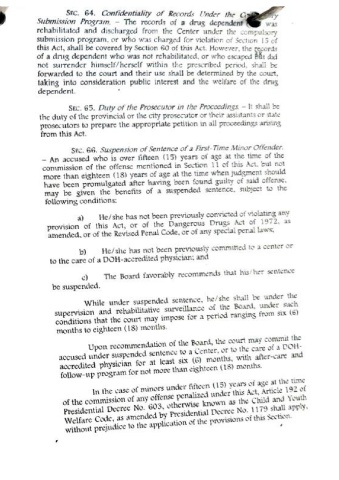 SEC. 64. Confidentiality of Records Under the
Submission Program. – The records of a drug dependent was
rehabilitated and discharged from the Center under the compulsory
submission program, or who was charged for violation of Section 15 of
this Act, shall be covered by Section 60 of this Act. However, the records
of a drug dependent who was not rehabilitated, or who escaped but did
not surrender himself/herself within the prescribed period, shall be
forwarded to the court and their use shall be determined by the court,
taking into consideration public interest and the welfare of the drug
dependent.
SEC. 65. Duty of the Prosecutor in the Proceedings. – It shall be
the duty of the provincial or the city prosecutor or their assistants or state
prosecutors to prepare the appropriate petition in all proceedings arising
from this Act.
SEC. 66. Suspension of Sentence of a First-Time Minor Offender.
– An accused who is over fifteen (15) years of age at the time of the
commission of the offense mentioned in Section 11 of this Act, but not
more than eighteen (18) years of age at the time when judgment should
have been promulgated after having been found guilty of said offense,
may be given the benefits of a suspended sentence, subject to the
following conditions:
a) He/she has not been previously convicted of violating any
provision of this Act, or of the Dangerous Drugs Act of 1972, as
amended, or of the Revised Penal Code, or of any special penal laws;
b) He/she has not been previously committed to a center or
to the care of a DOH-accredited physician; and
c) The Board favorably recommends that his/her sentence
be suspended.
While under suspended sentence, he/she shall be under the
supervision and rehabilitative surveillance of the Board, under such
conditions that the court may impose for a period ranging from six (6)
months to eighteen (18) months.
Upon recommendation of the Board, the court may commit the
accused under suspended sentence to a Center, or to the care of a DOH-
accredited physician for at least six (6) months, with after-care and
follow-up program for not more than eighteen (18) months.
In the case of minors under fifteen (15) years of age at the time
of the commission of any offense penalized under this Act, Article 192 of
Presidential Decree No. 603, otherwise known as the Child and Youth
Welfare Code, as amended by Presidential Decree No. 1179 shall apply,
without prejudice to the application of the provisions of this Section.